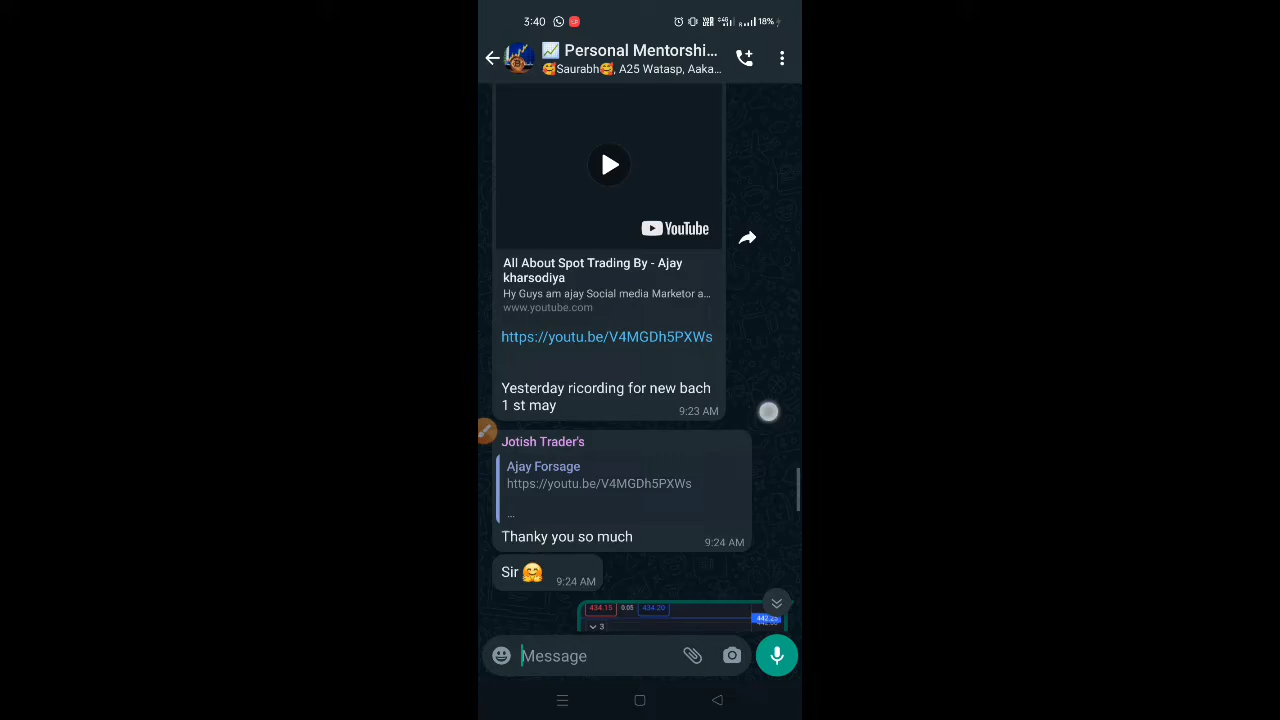 3:40
18%
📈 Personal Mentorshi...
🥰Saurabh🥰, A25 Watasp, Aaka...
YouTube
All About Spot Trading By - Ajay
kharsodiya
Hy Guys am ajay Social media Marketor a...
www.youtube.com
https://youtu.be/V4MGDh5PXWs
Yesterday ricording for new bach
1 st may
9:23 AM
Jotish Trader's
Ajay Forsage
https://youtu.be/V4MGDh5PXWs
...
Thanky you so much
9:24 AM
Sir 🤗
9:24 AM
434.15 0.05 434.20
3
Message